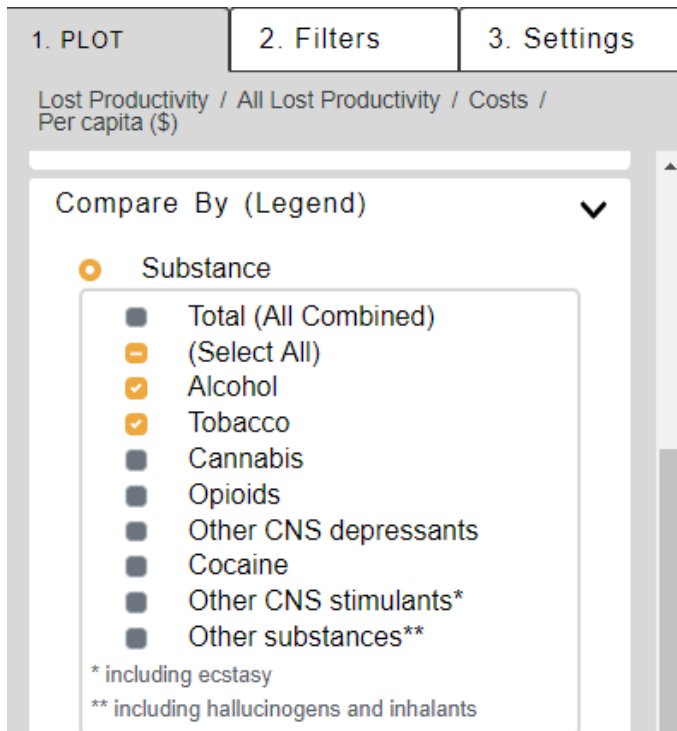 1. PLOT
2. Filters
3. Settings
Lost Productivity / All Lost Productivity / Costs /
Per capita ($)
Compare By (Legend)
Substance
Total (All Combined)
(Select All)
Alcohol
Tobacco
Cannabis
Opioids
Other CNS depressants
Cocaine
Other CNS stimulants*
Other substances**
* including ecstasy
** including hallucinogens and inhalants